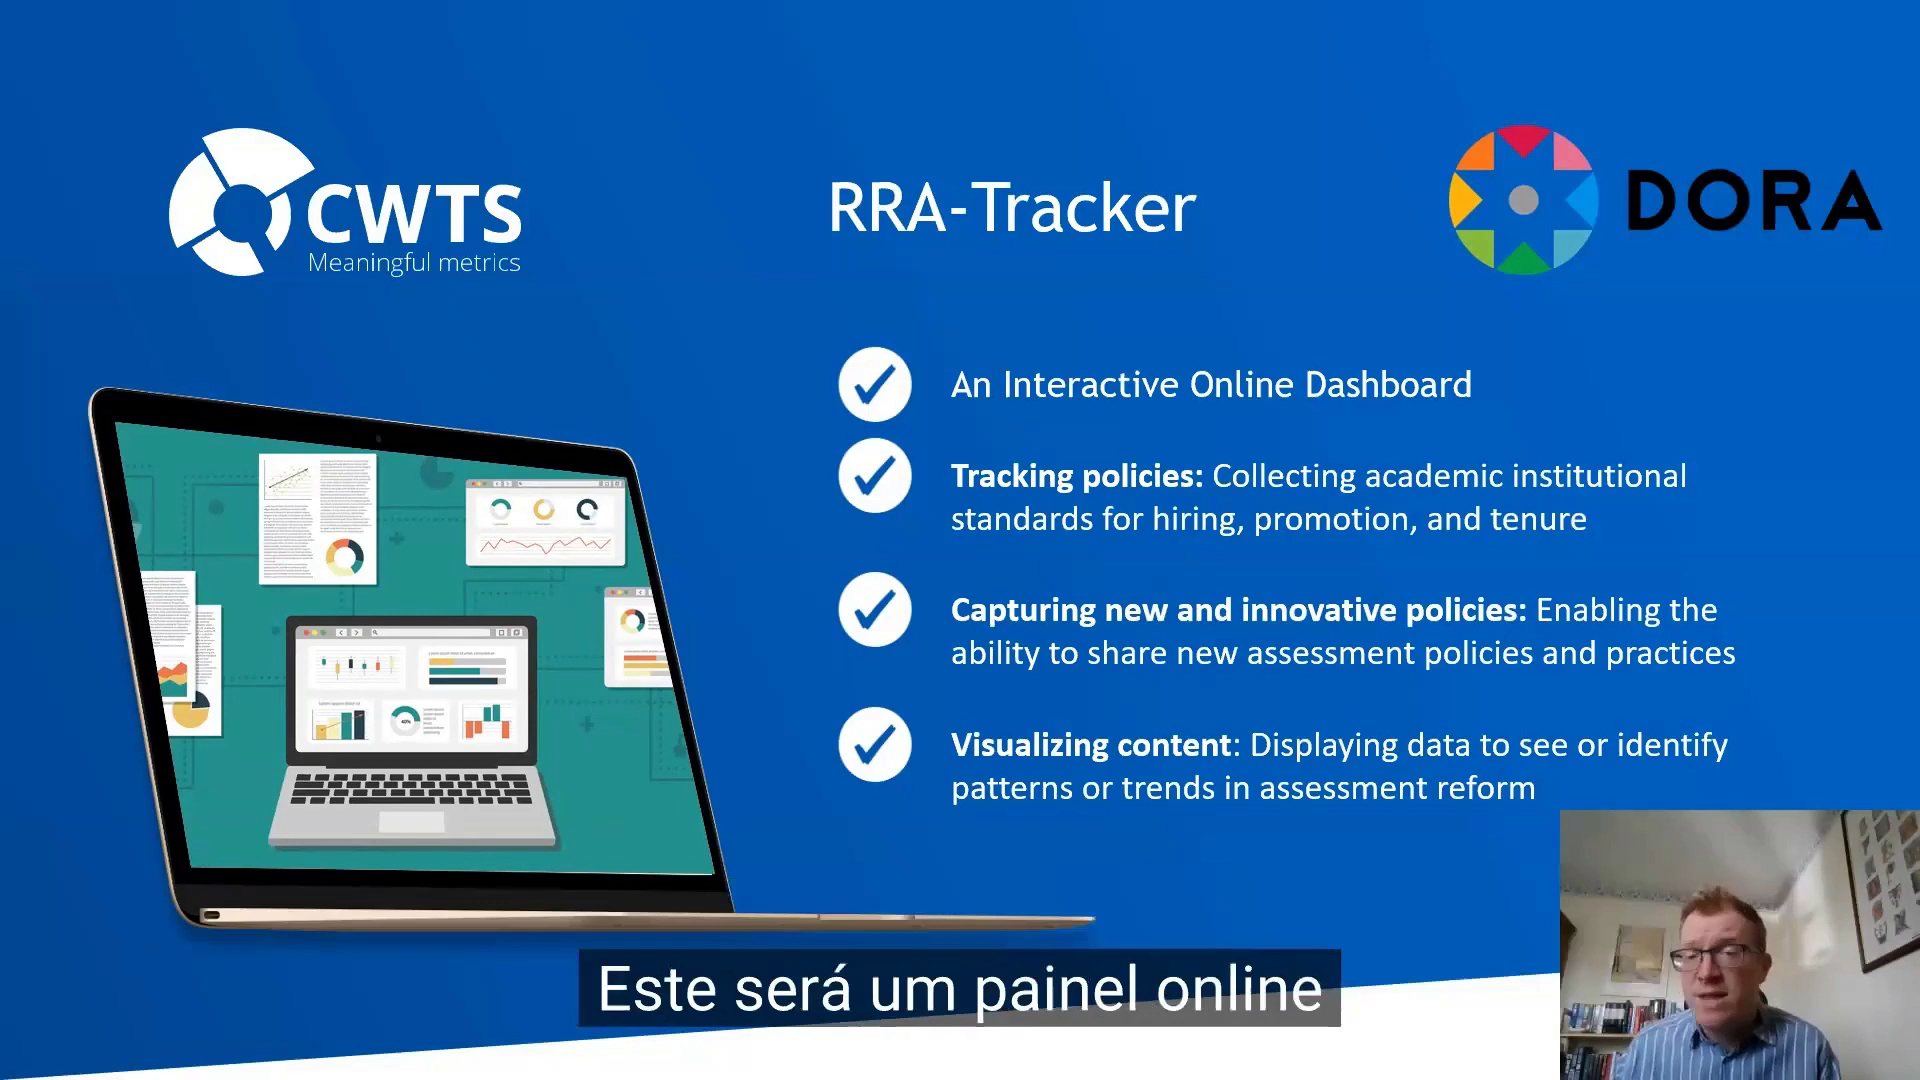 CWTS
Meaningful metrics
RRA-Tracker
DORA
An Interactive Online Dashboard
Tracking policies: Collecting academic institutional
standards for hiring, promotion, and tenure
Capturing new and innovative policies: Enabling the
ability to share new assessment policies and practices
Visualizing content: Displaying data to see or identify
patterns or trends in assessment reform
Este será um painel online